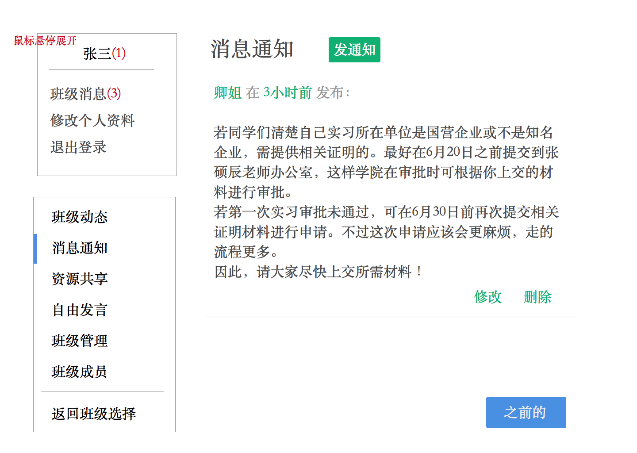 鼠标悬停展开
张三(1)
班级消息(3)
修改个人资料
退出登录
班级动态
消息通知
资源共享
自由发言
班级管理
班级成员
返回班级选择
消息通知
发通知
卿姐 在 3小时前 发布：
若同学们清楚自己实习所在单位是国营企业或不是知名
企业，需提供相关证明的。最好在6月20日之前提交到张
硕辰老师办公室，这样学院在审批时可根据你上交的材
料进行审批。
若第一次实习审批未通过，可在6月30日前再次提交相关
证明材料进行申请。不过这次申请应该会更麻烦，走的
流程更多。
因此，请大家尽快上交所需材料！
修改 删除
之前的